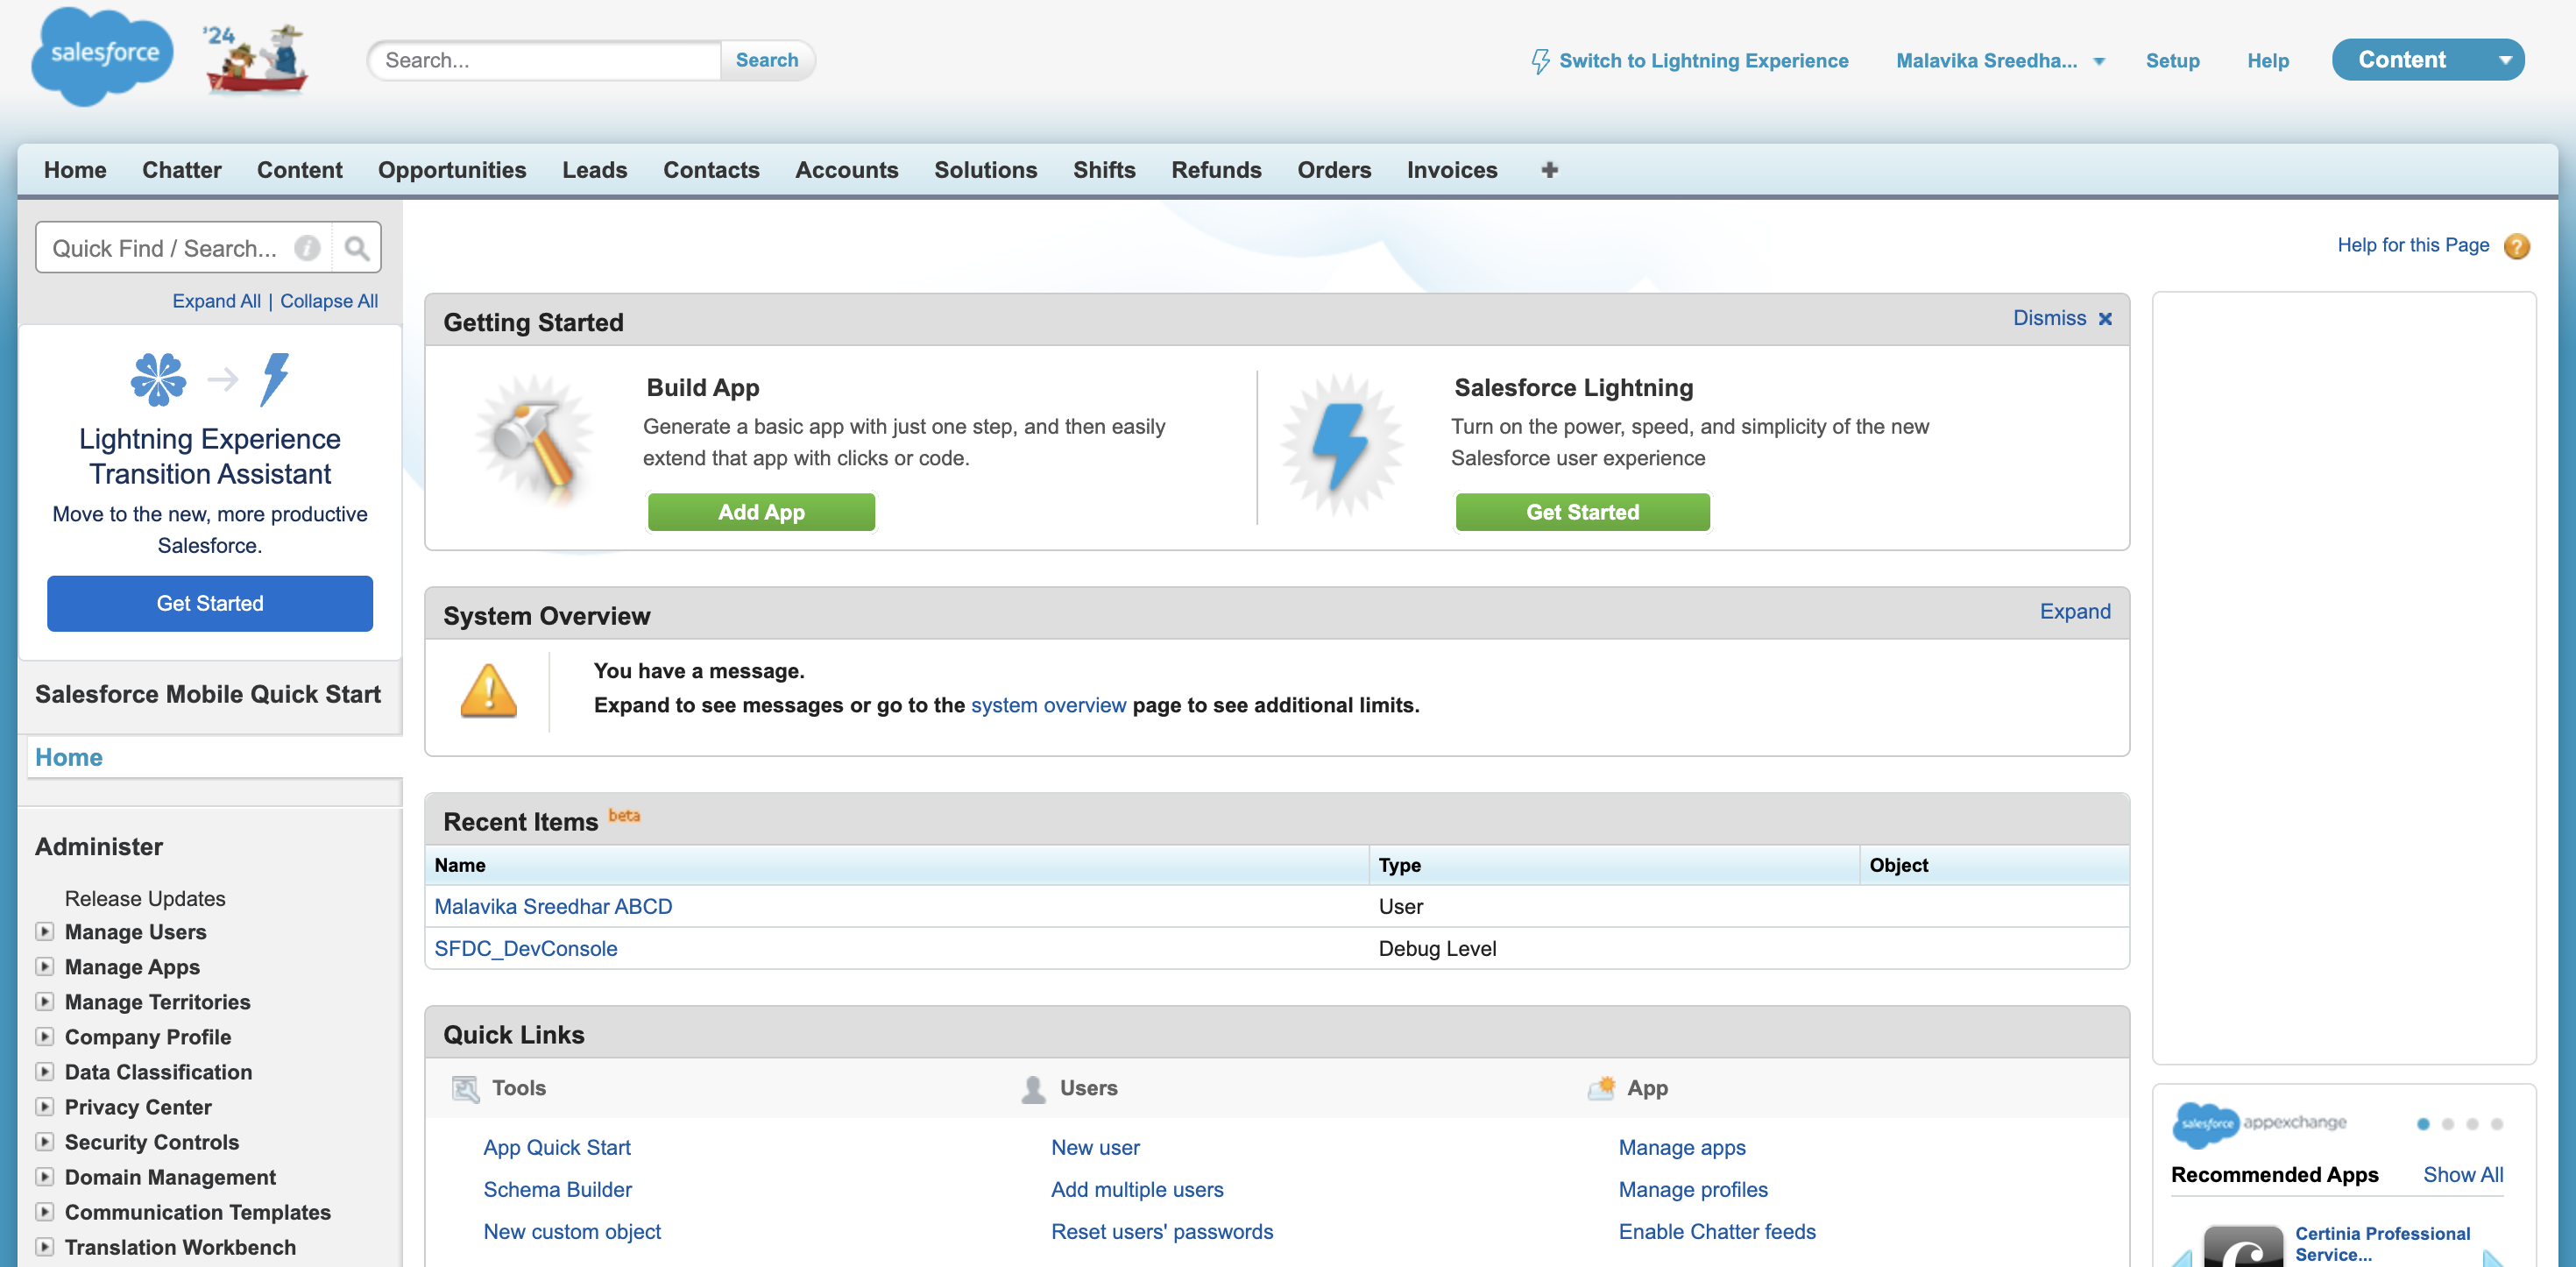 salesforce
'24
Search...
Search
Switch to Lightning Experience
Malavika Sreedha...
Setup
Help
Content
Home
Chatter
Content
Opportunities
Leads
Contacts
Accounts
Solutions
Shifts
Refunds
Orders
Invoices
Quick Find / Search...
Expand All | Collapse All
Lightning Experience
Transition Assistant
Move to the new, more productive
Salesforce.
Get Started
Salesforce Mobile Quick Start
Home
Administer
Release Updates
Manage Users
Manage Apps
Manage Territories
Company Profile
Data Classification
Privacy Center
Security Controls
Domain Management
Communication Templates
Translation Workbench
Help for this Page
Getting Started
Dismiss
Build App
Generate a basic app with just one step, and then easily
extend that app with clicks or code.
Add App
Salesforce Lightning
Turn on the power, speed, and simplicity of the new
Salesforce user experience
Get Started
System Overview
Expand
You have a message.
Expand to see messages or go to the system overview page to see additional limits.
Recent Items beta
Name
Type
Object
Malavika Sreedhar ABCD
User
SFDC_DevConsole
Debug Level
Quick Links
Tools
App Quick Start
Schema Builder
New custom object
Users
New user
Add multiple users
Reset users' passwords
App
Manage apps
Manage profiles
Enable Chatter feeds
salesforce appexchange
Recommended Apps
Show All
Certinia Professional
Service...